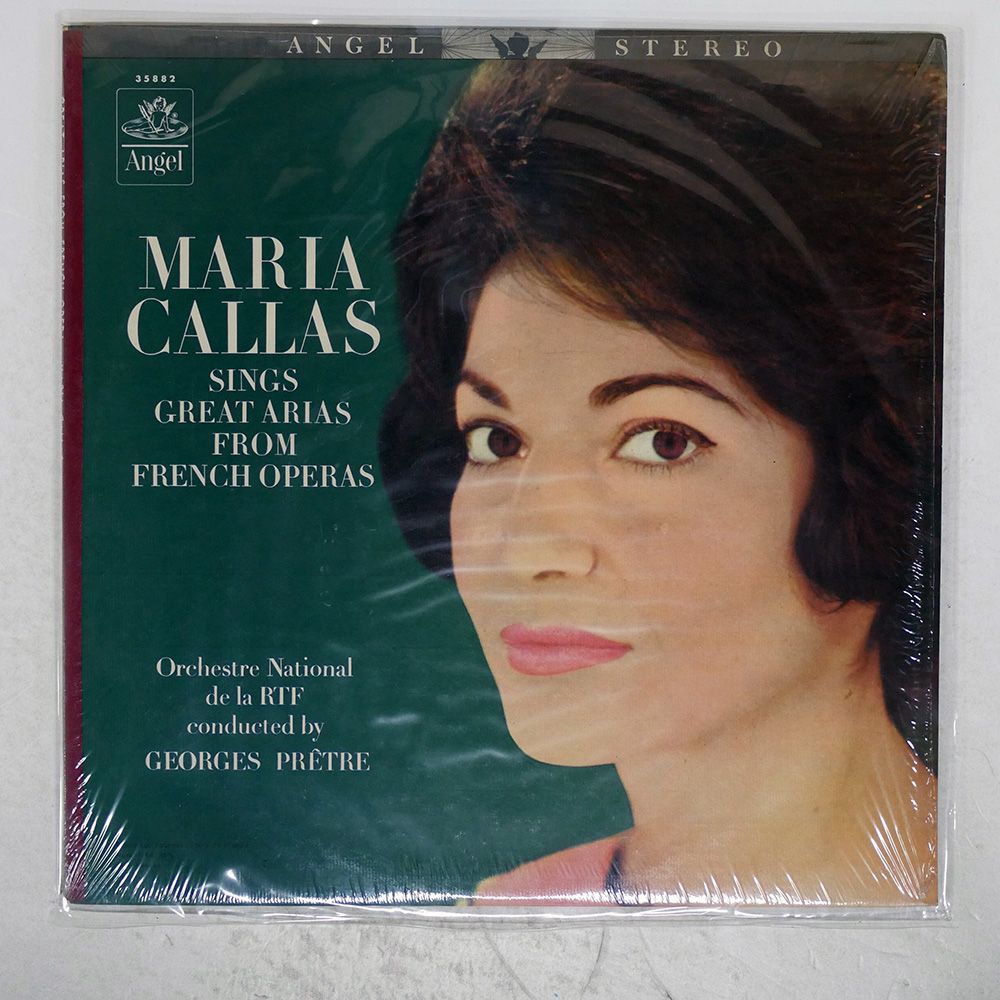 ANGEL STEREO
35882
Angel
MARIA
CALLAS
SINGS
GREAT ARIAS
FROM
FRENCH OPERAS
Orchestre National
de la RTF
conducted by
GEORGES PRÊTRE